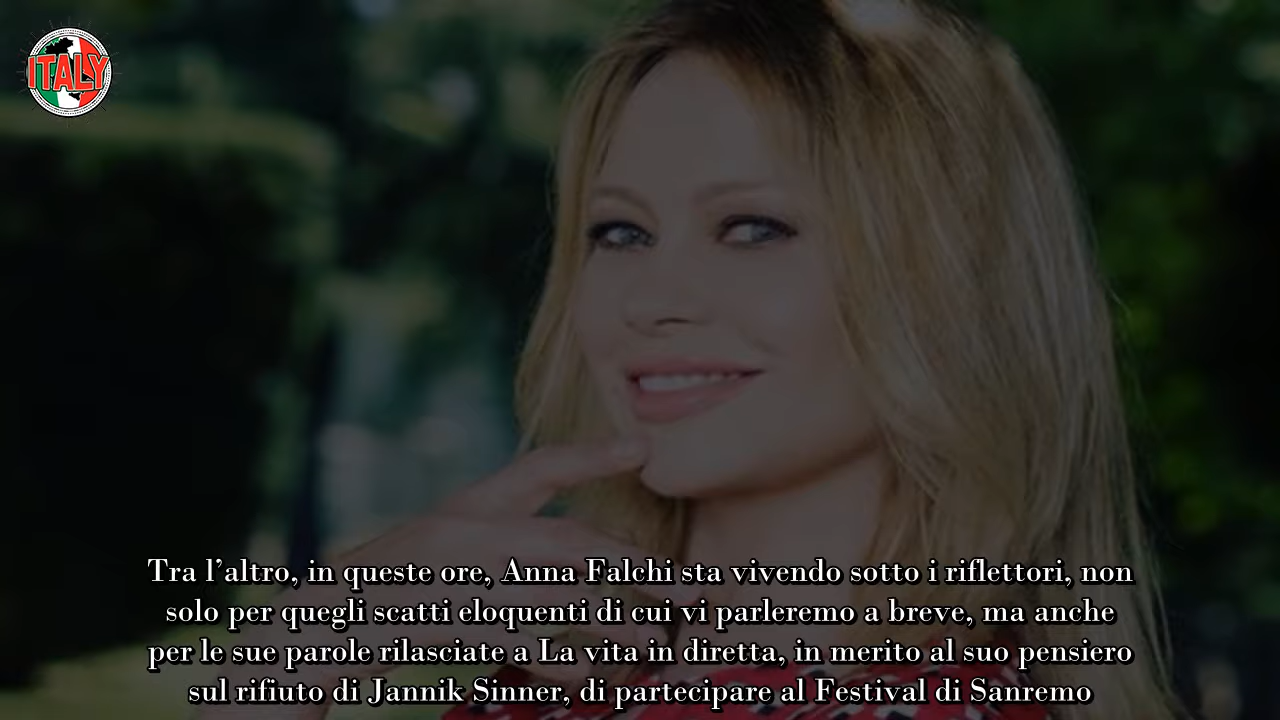 ITALY
Tra l’altro, in queste ore, Anna Falchi sta vivendo sotto i riflettori, non
solo per quegli scatti eloquenti di cui vi parleremo a breve, ma anche
per le sue parole rilasciate a La vita in diretta, in merito al suo pensiero
sul rifiuto di Jannik Sinner, di partecipare al Festival di Sanremo